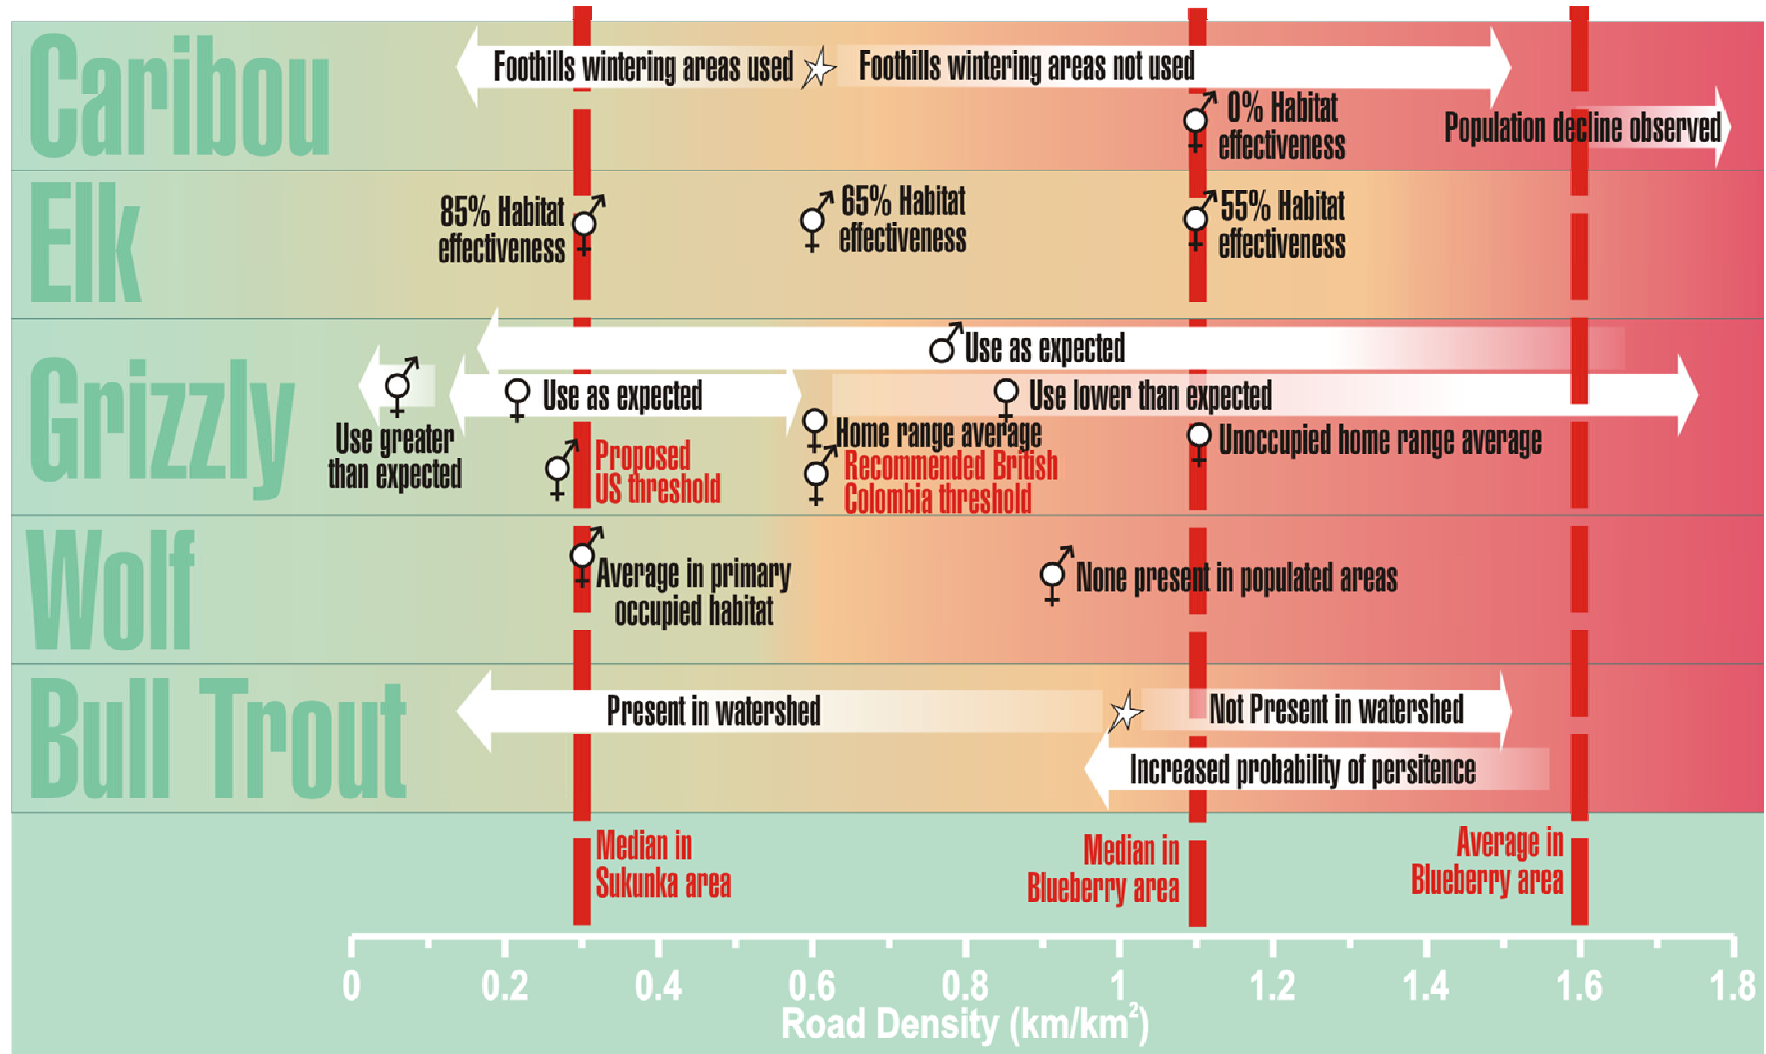 Caribou
Foothills wintering areas used
Foothills wintering areas not used
0% Habitat
effectiveness
Population decline observed
Elk
85% Habitat
effectiveness
65% Habitat
effectiveness
55% Habitat
effectiveness
Grizzly
Use as expected
Use greater
than expected
Use as expected
Use lower than expected
Home range average
Unoccupied home range average
Proposed
US threshold
Recommended British
Colombia threshold
Wolf
Average in primary
occupied habitat
None present in populated areas
Bull Trout
Present in watershed
Not Present in watershed
Increased probability of persitence
Median in
Sukunka area
Median in
Blueberry area
Average in
Blueberry area
0 0.2 0.4 0.6 0.8 1 1.2 1.4 1.6 1.8
Road Density (km/km²)